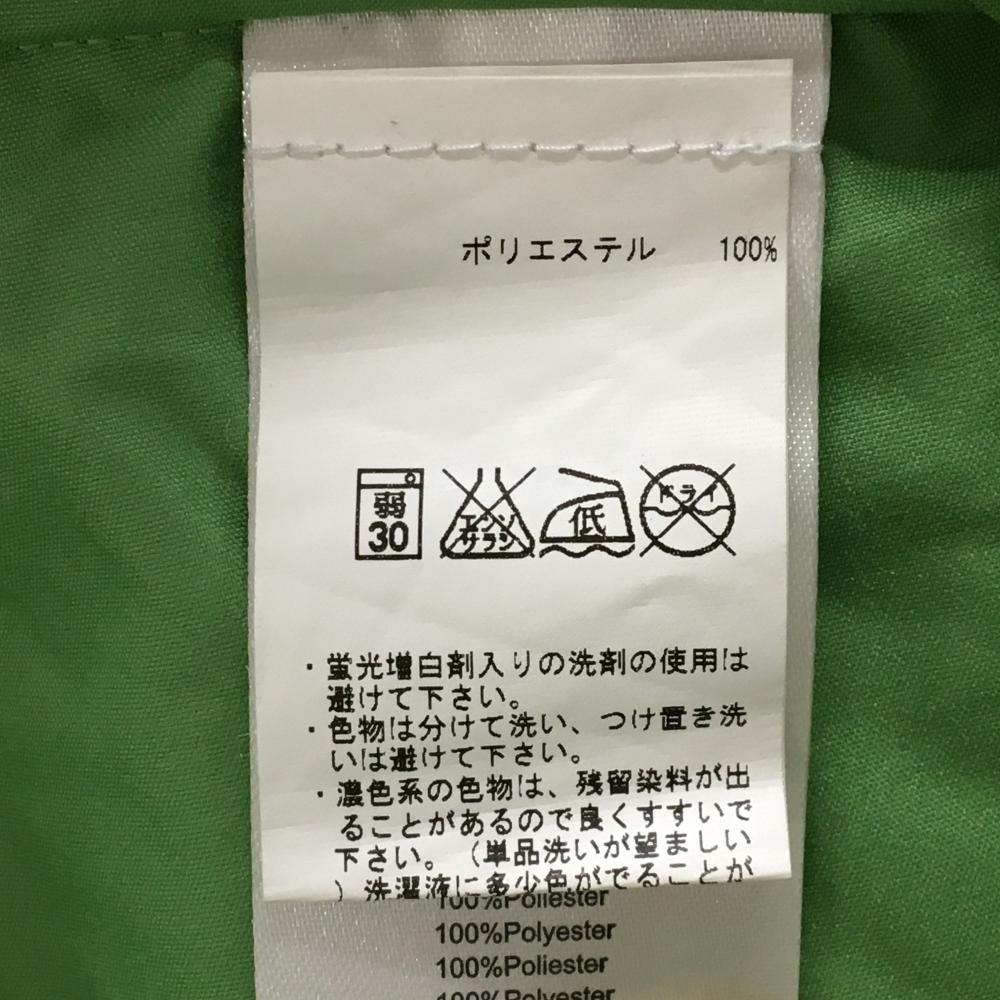 ポリエステル 100%
弱 30 エンソ サラシ 低 ドライ
・蛍光増白剤入りの洗剤の使用は
避けて下さい。
・色物は分けて洗い、つけ置き洗
いは避けて下さい。
・濃色系の色物は、残留染料が出
ることがあるので良くすすいで
下さい。（単品洗いが望ましい
）洗濯液に多少色がでることが
100%Poliester
100%Polyester
100%Poliester
100%Polyester